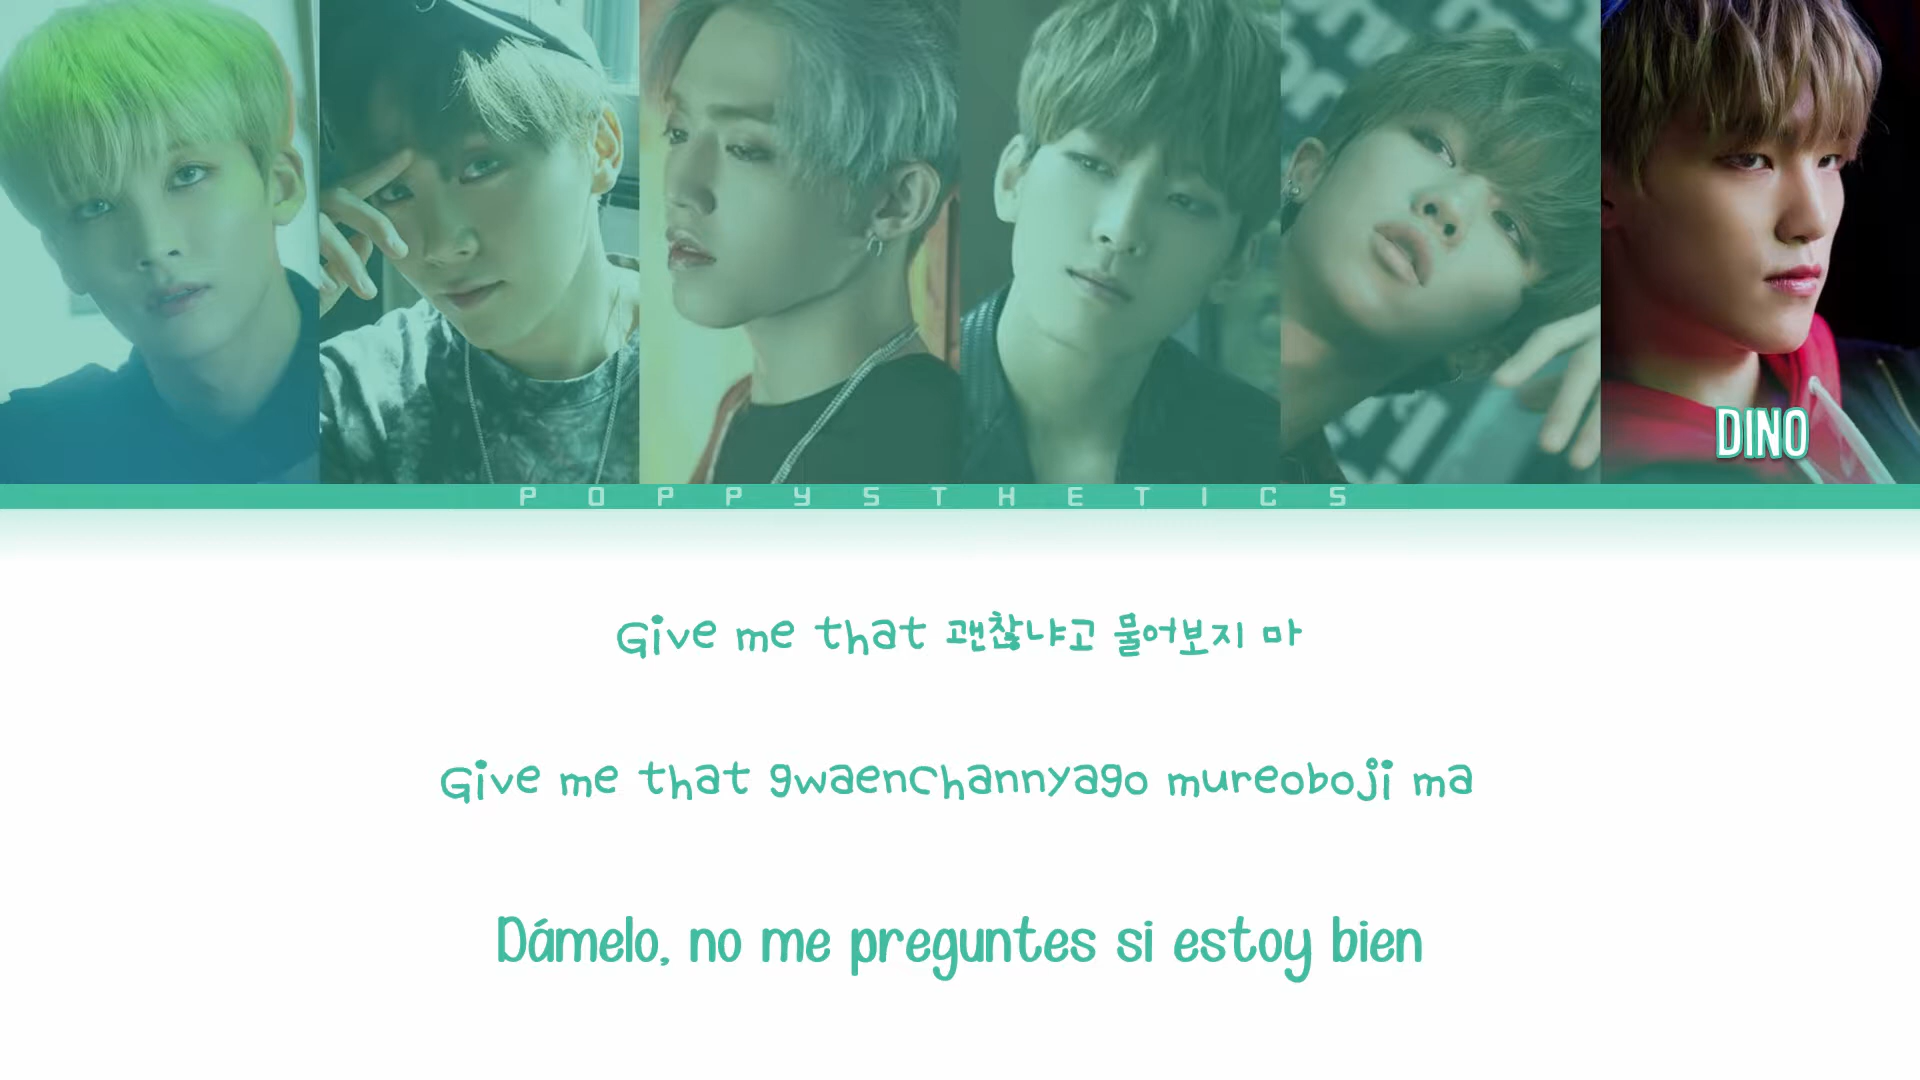 DINO
POPPYSTHETICS
Give me that 괜찮냐고 물어보지 마
Give me that gwaenchannyago mureoboji ma
Dámelo, no me preguntes si estoy bien